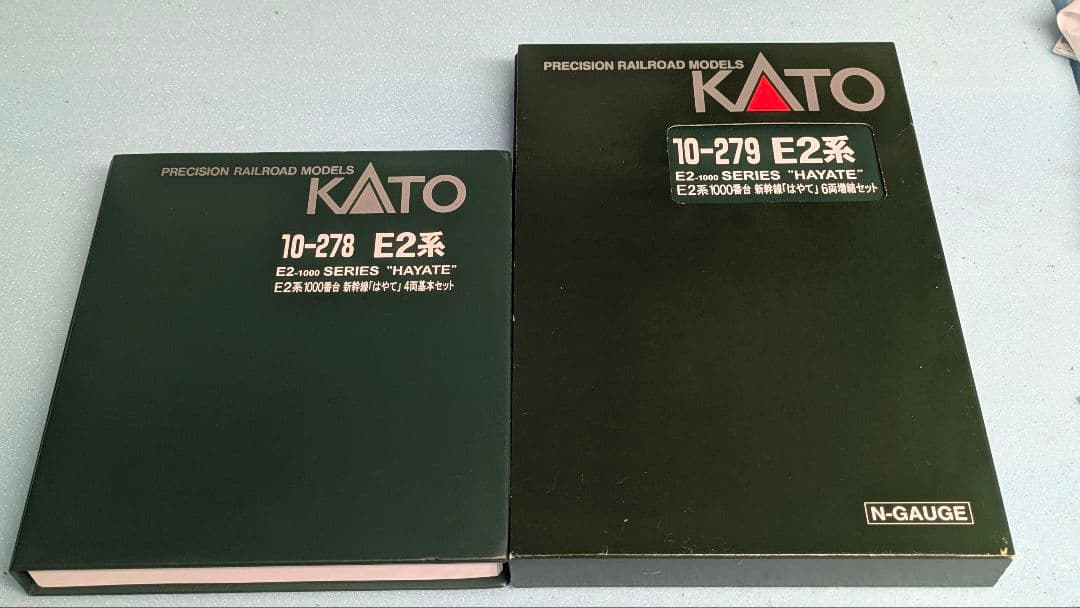 PRECISION RAILROAD MODELS
KATO
10-278 E2系
E2-1000 SERIES "HAYATE"
E2系1000番台 新幹線「はやて」4両基本セット
PRECISION RAILROAD MODELS
KATO
10-279 E2系
E2-1000 SERIES "HAYATE"
E2系1000番台 新幹線「はやて」6両増結セット
N-GAUGE